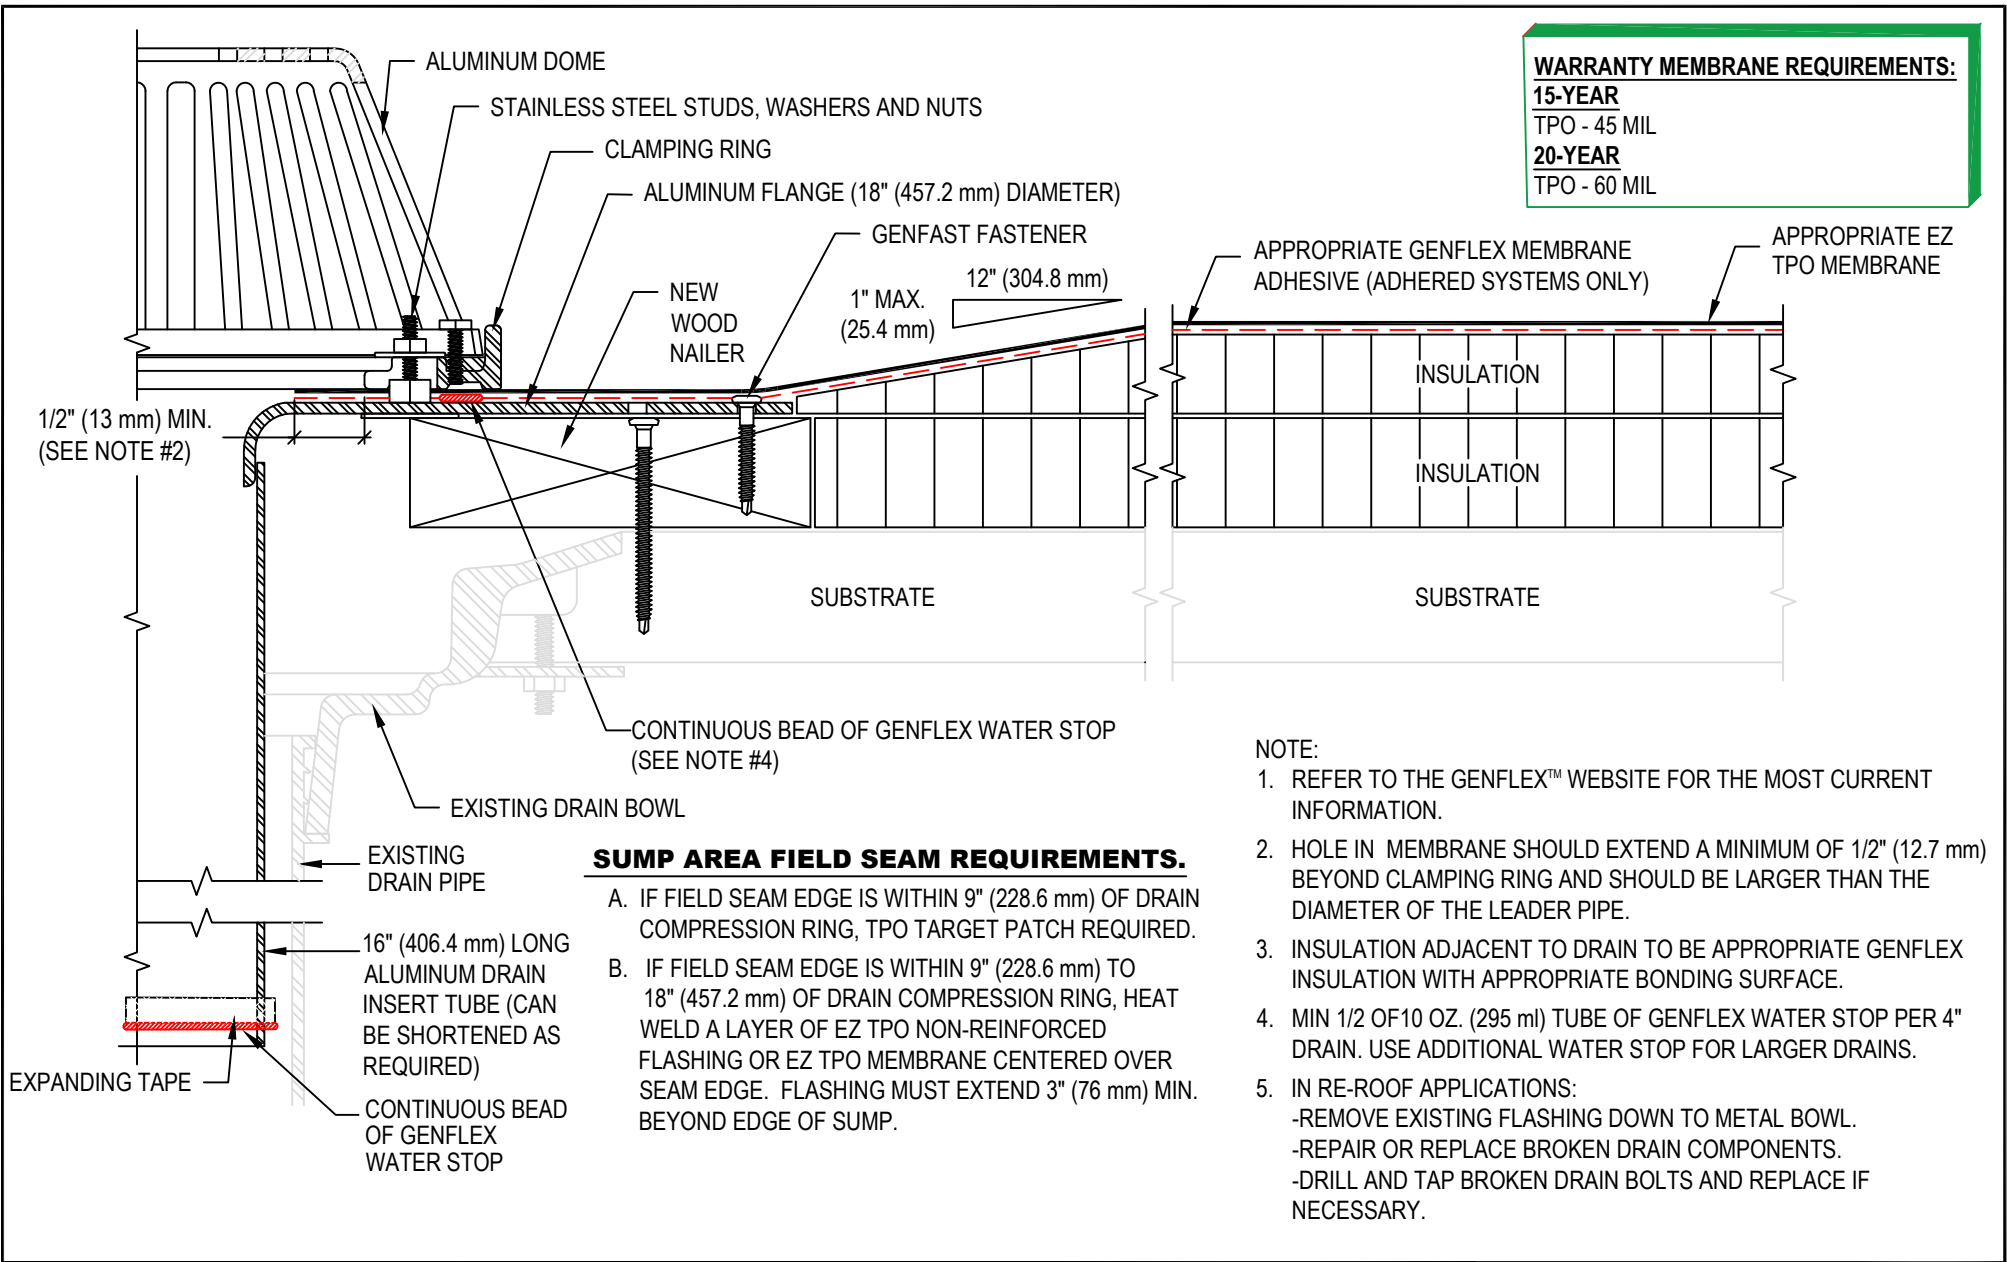 ALUMINUM DOME
STAINLESS STEEL STUDS, WASHERS AND NUTS
CLAMPING RING
ALUMINUM FLANGE (18" (457.2 mm) DIAMETER)
GENFAST FASTENER
NEW
WOOD
NAILER
1" MAX.
(25.4 mm)
12" (304.8 mm)
WARRANTY MEMBRANE REQUIREMENTS:
15-YEAR
TPO - 45 MIL
20-YEAR
TPO - 60 MIL
APPROPRIATE GENFLEX MEMBRANE
ADHESIVE (ADHERED SYSTEMS ONLY)
APPROPRIATE EZ
TPO MEMBRANE
INSULATION
INSULATION
1/2" (13 mm) MIN.
(SEE NOTE #2)
SUBSTRATE
SUBSTRATE
CONTINUOUS BEAD OF GENFLEX WATER STOP
(SEE NOTE #4)
EXISTING DRAIN BOWL
EXISTING
DRAIN PIPE
16" (406.4 mm) LONG
ALUMINUM DRAIN
INSERT TUBE (CAN
BE SHORTENED AS
REQUIRED)
EXPANDING TAPE
CONTINUOUS BEAD
OF GENFLEX
WATER STOP
SUMP AREA FIELD SEAM REQUIREMENTS.
A. IF FIELD SEAM EDGE IS WITHIN 9" (228.6 mm) OF DRAIN
COMPRESSION RING, TPO TARGET PATCH REQUIRED.
B. IF FIELD SEAM EDGE IS WITHIN 9" (228.6 mm) TO
18" (457.2 mm) OF DRAIN COMPRESSION RING, HEAT
WELD A LAYER OF EZ TPO NON-REINFORCED
FLASHING OR EZ TPO MEMBRANE CENTERED OVER
SEAM EDGE. FLASHING MUST EXTEND 3" (76 mm) MIN.
BEYOND EDGE OF SUMP.
NOTE:
1. REFER TO THE GENFLEX™ WEBSITE FOR THE MOST CURRENT
INFORMATION.
2. HOLE IN MEMBRANE SHOULD EXTEND A MINIMUM OF 1/2" (12.7 mm)
BEYOND CLAMPING RING AND SHOULD BE LARGER THAN THE
DIAMETER OF THE LEADER PIPE.
3. INSULATION ADJACENT TO DRAIN TO BE APPROPRIATE GENFLEX
INSULATION WITH APPROPRIATE BONDING SURFACE.
4. MIN 1/2 OF10 OZ. (295 ml) TUBE OF GENFLEX WATER STOP PER 4"
DRAIN. USE ADDITIONAL WATER STOP FOR LARGER DRAINS.
5. IN RE-ROOF APPLICATIONS:
-REMOVE EXISTING FLASHING DOWN TO METAL BOWL.
-REPAIR OR REPLACE BROKEN DRAIN COMPONENTS.
-DRILL AND TAP BROKEN DRAIN BOLTS AND REPLACE IF
NECESSARY.